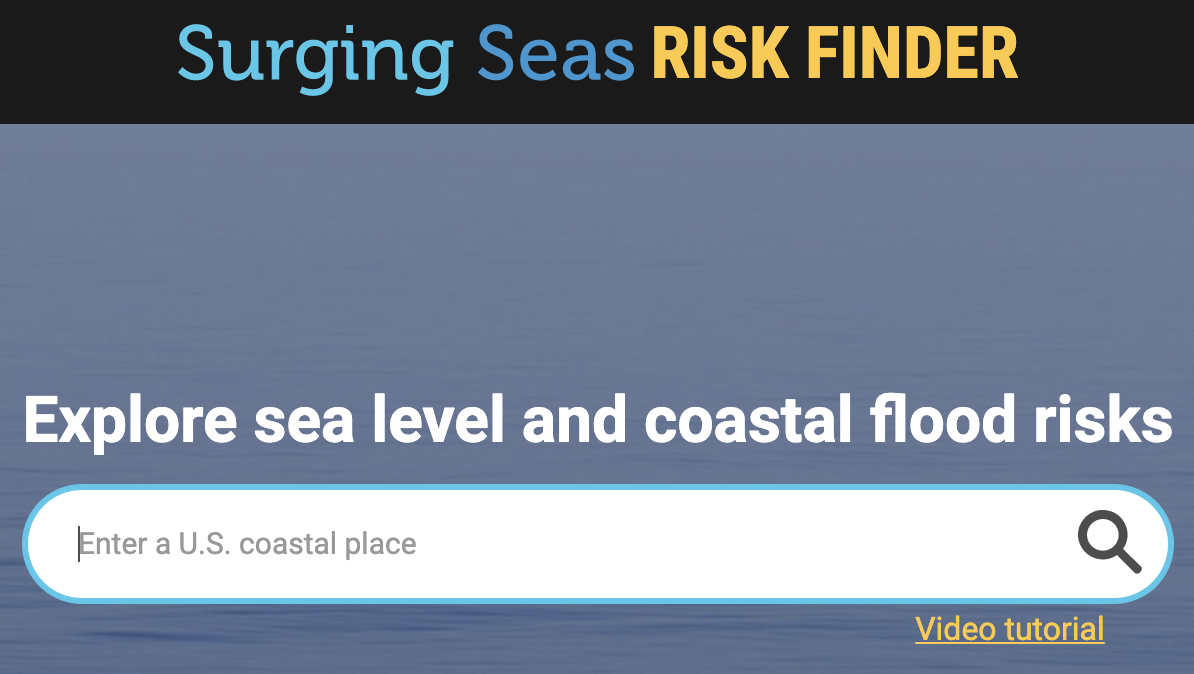 Surging Seas RISK FINDER
Explore sea level and coastal flood risks
Enter a U.S. coastal place
Video tutorial